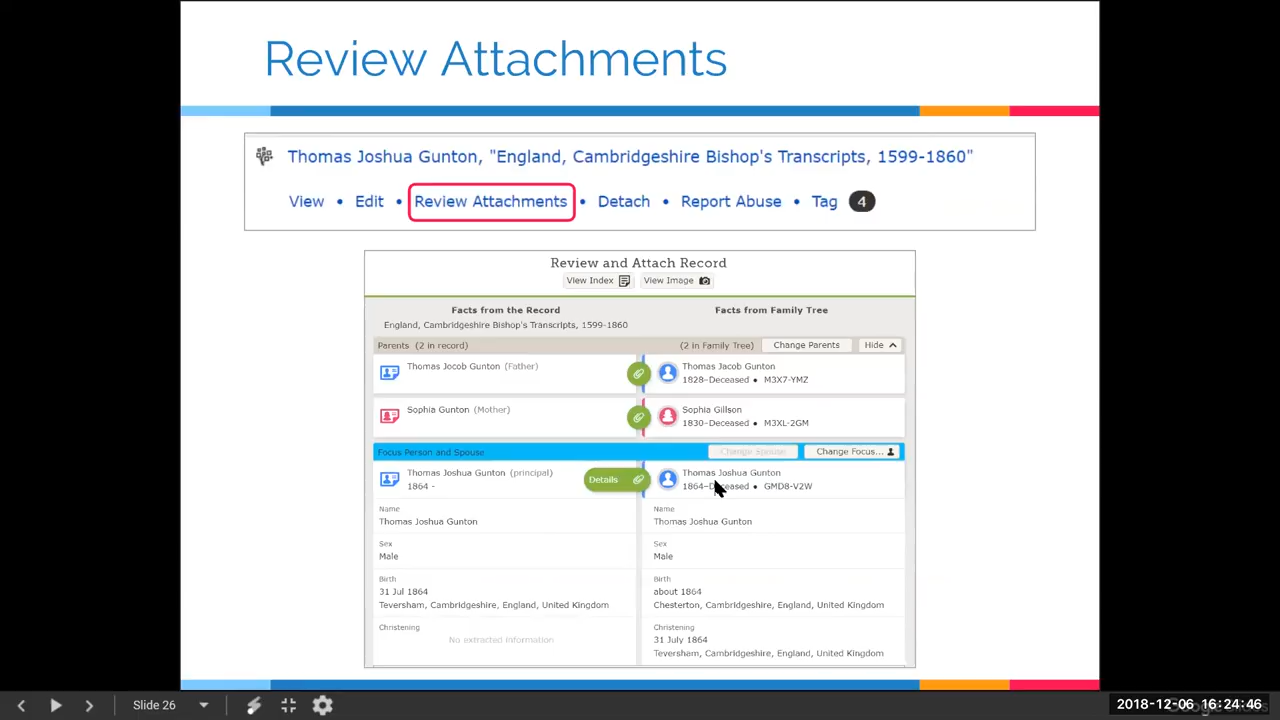 Review Attachments
Thomas Joshua Gunton, "England, Cambridgeshire Bishop's Transcripts, 1599-1860"
View • Edit • Review Attachments • Detach • Report Abuse • Tag 4
Review and Attach Record
View Index View Image
Facts from the Record Facts from Family Tree
England, Cambridgeshire Bishop's Transcripts, 1599-1860
Parents (2 in record) (2 in Family Tree) Change Parents Hide
Thomas Jocob Gunton (Father) Thomas Jacob Gunton
1828–Deceased • M3X7-YMZ
Sophia Gunton (Mother) Sophia Gillson
1830-Deceased • M3XL-2GM
Focus Person and Spouse Change Spouse Change Focus...
Thomas Joshua Gunton (principal) Details Thomas Joshua Gunton
1864 - 1864–Deceased • GMD8-V2W
Name Name
Thomas Joshua Gunton Thomas Joshua Gunton
Sex Sex
Male Male
Birth Birth
31 Jul 1864 about 1864
Teversham, Cambridgeshire, England, United Kingdom Chesterton, Cambridgeshire, England, United Kingdom
Christening Christening
No extracted information 31 July 1864
Teversham, Cambridgeshire, England, United Kingdom
Slide 26 2018-12-06 16:24:46